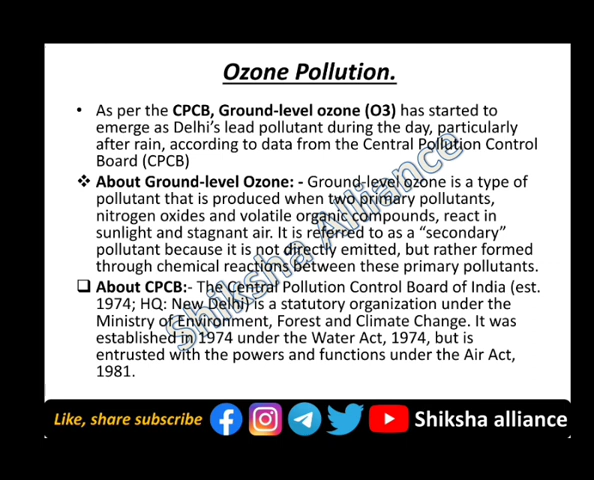 Ozone Pollution.
• As per the CPCB, Ground-level ozone (O3) has started to
emerge as Delhi's lead pollutant during the day, particularly
after rain, according to data from the Central Pollution Control
Board (CPCB)
❖ About Ground-level Ozone: - Ground-level ozone is a type of
pollutant that is produced when two primary pollutants,
nitrogen oxides and volatile organic compounds, react in
sunlight and stagnant air. It is referred to as a “secondary”
pollutant because it is not directly emitted, but rather formed
through chemical reactions between these primary pollutants.
❑ About CPCB:- The Central Pollution Control Board of India (est.
1974; HQ: New Delhi) is a statutory organization under the
Ministry of Environment, Forest and Climate Change. It was
established in 1974 under the Water Act, 1974, but is
entrusted with the powers and functions under the Air Act,
1981.
Shiksha Alliance
Like, share subscribe Shiksha alliance